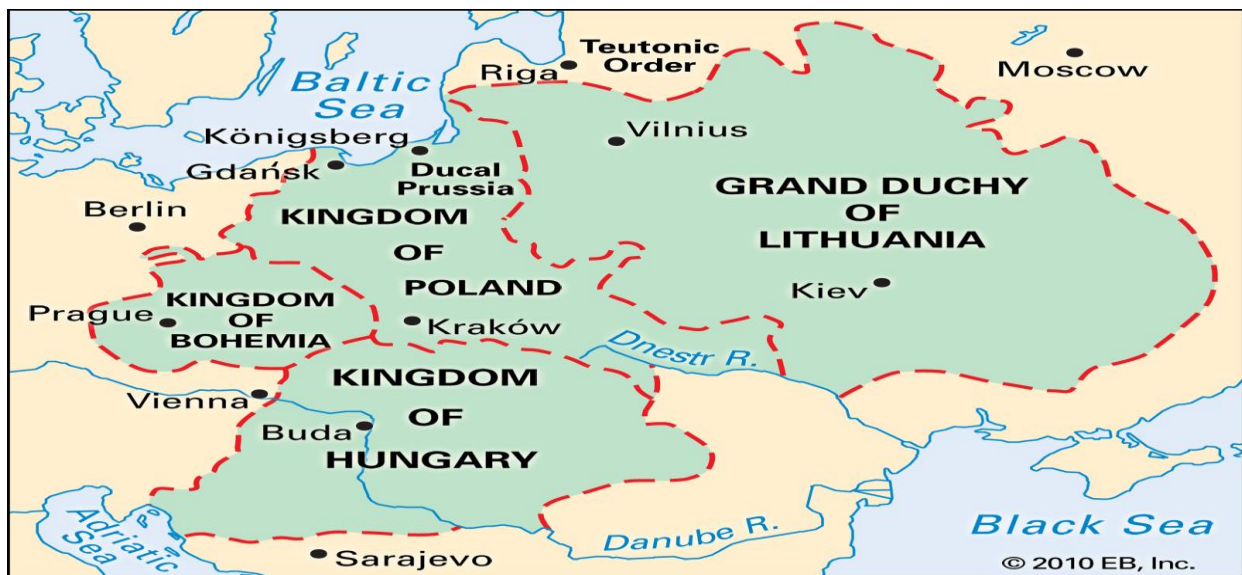 Teutonic
Order
Riga
Moscow
Baltic
Sea
Königsberg
Vilnius
Gdańsk
Ducal
Prussia
Berlin
KINGDOM
OF
POLAND
GRAND DUCHY
OF
LITHUANIA
Kiev
KINGDOM
OF
BOHEMIA
Prague
Kraków
Dnestr R.
KINGDOM
OF
HUNGARY
Vienna
Buda
Adriatic
Sea
Sarajevo
Danube R.
Black Sea
© 2010 EB, Inc.